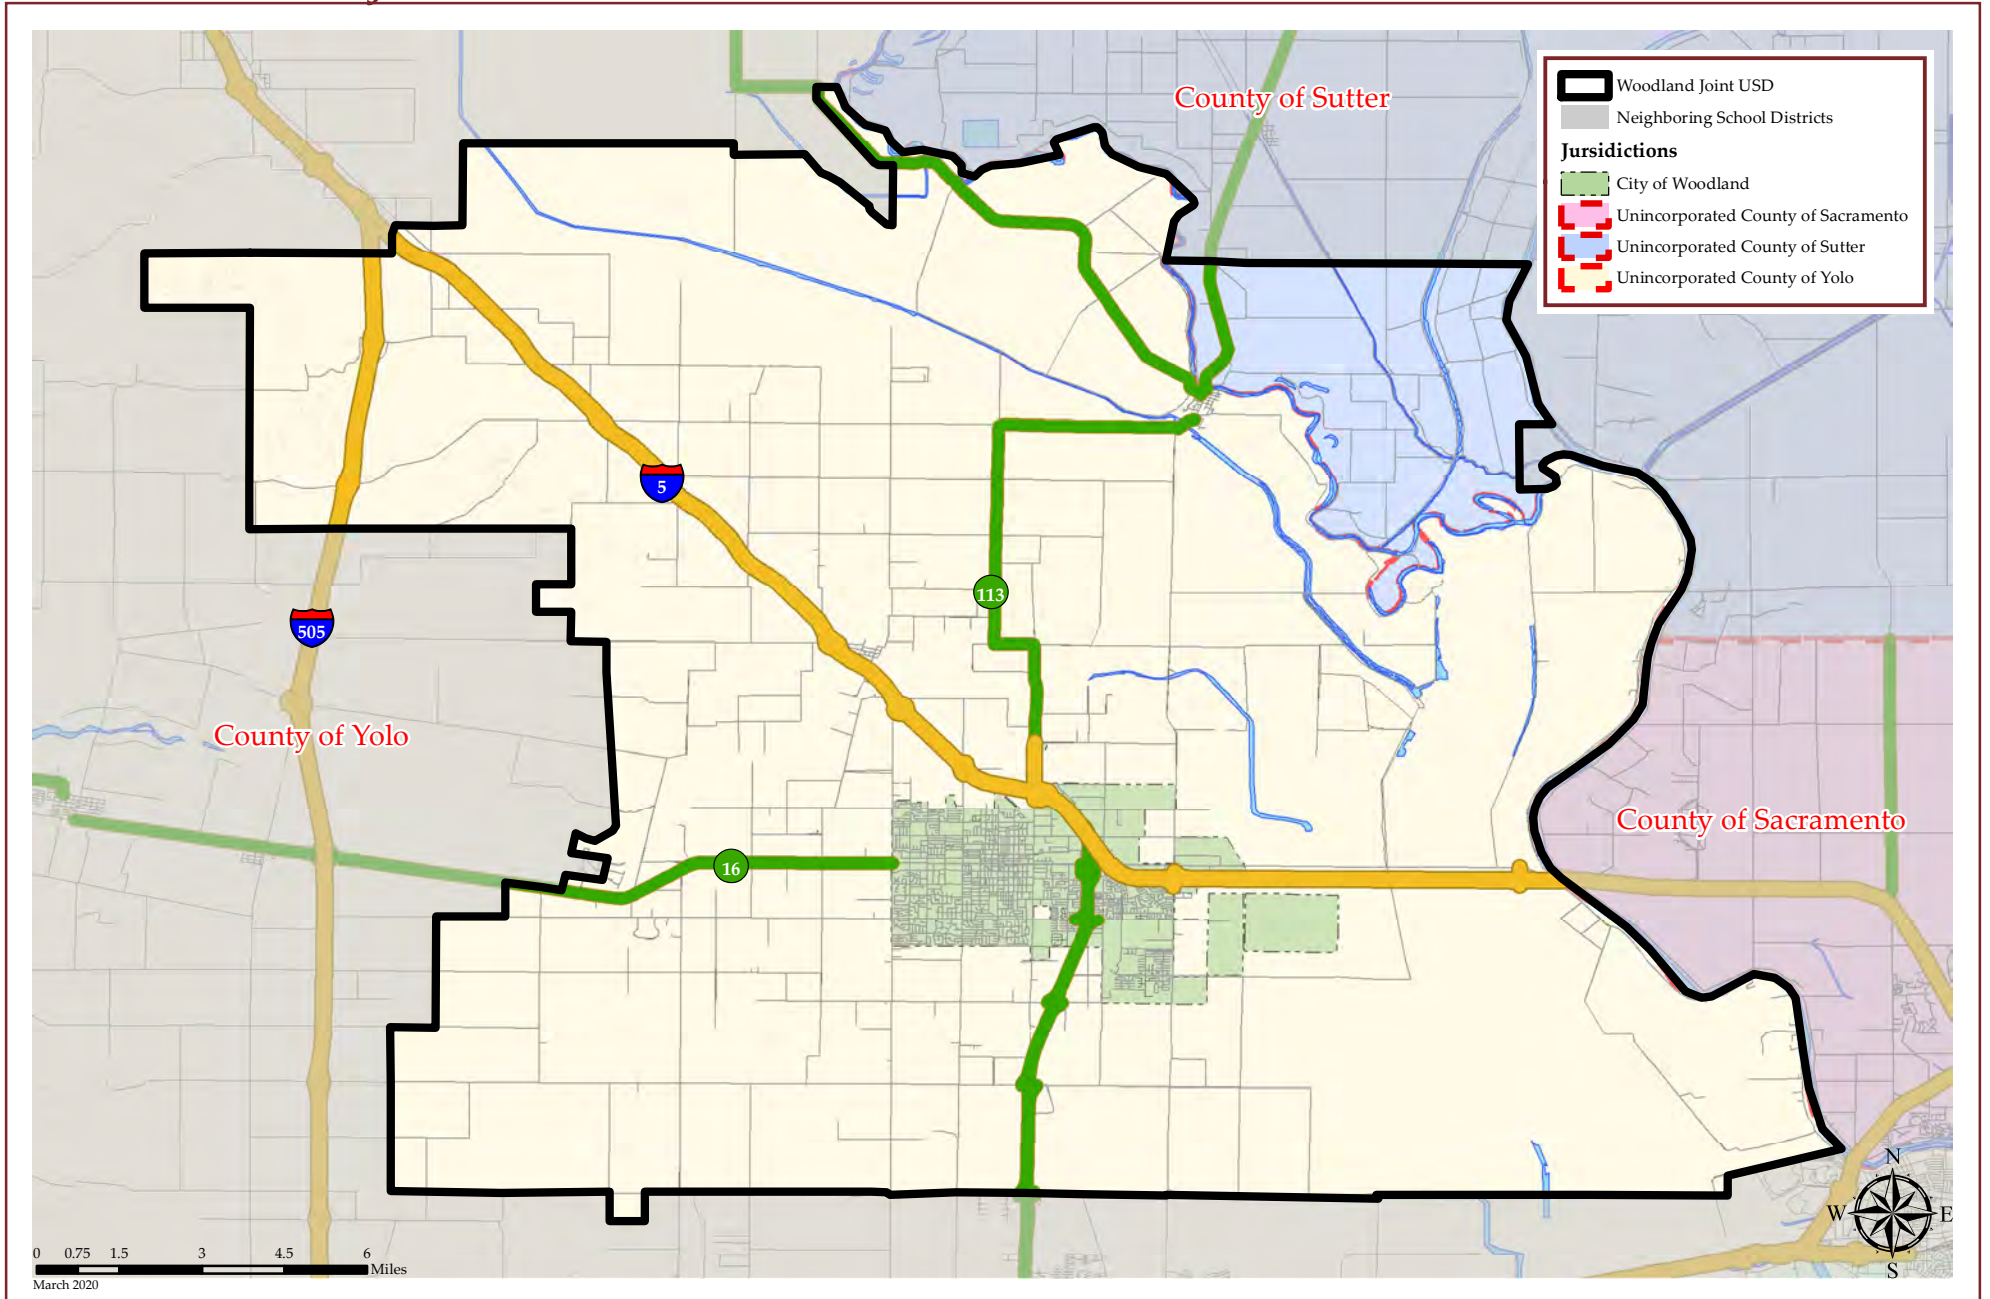 County of Sutter
Woodland Joint USD
Neighboring School Districts
Jursidictions
City of Woodland
Unincorporated County of Sacramento
Unincorporated County of Sutter
Unincorporated County of Yolo
5
113
505
County of Yolo
County of Sacramento
16
N
W
E
S
0 0.75 1.5 3 4.5 6
Miles
March 2020